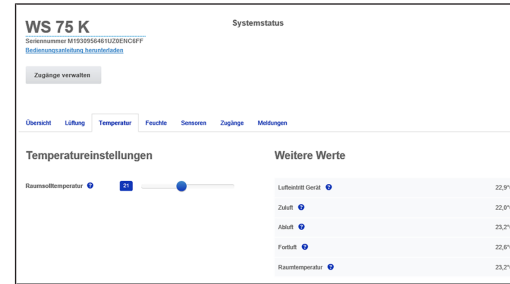 WS 75 K
Systemstatus
Seriennummer M1930956461UZ0ENC6FF
Bedienungsanleitung herunterladen
Zugänge verwalten
Übersicht Lüftung Temperatur Feuchte Sensoren Zugänge Meldungen
Temperatureinstellungen
Weitere Werte
Raumsolltemperatur 21
Lufteintritt Gerät 22,9°
Zuluft 22,8°
Abluft 23,2°
Fortluft 22,6°
Raumtemperatur 23,2°